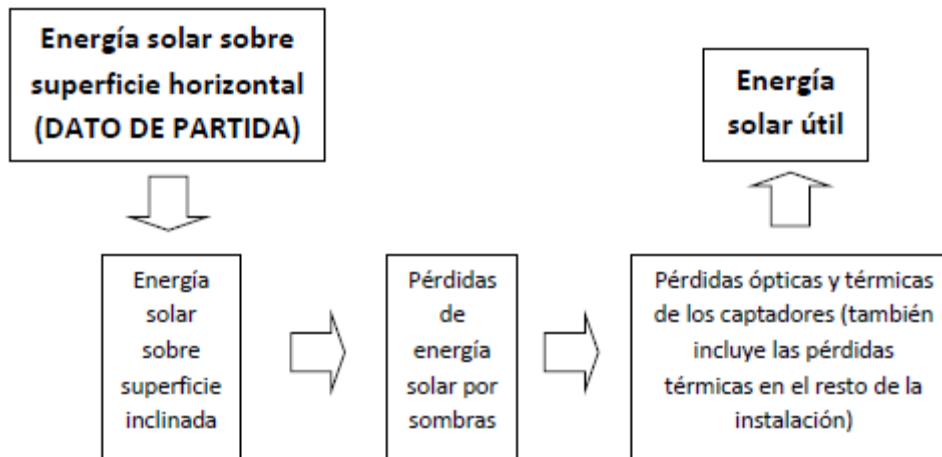 Energía solar sobre
superficie horizontal
(DATO DE PARTIDA)
Energía
solar
sobre
superficie
inclinada
Pérdidas
de
energía
solar por
sombras
Pérdidas ópticas y térmicas
de los captadores (también
incluye las pérdidas
térmicas en el resto de la
instalación)
Energía
solar útil